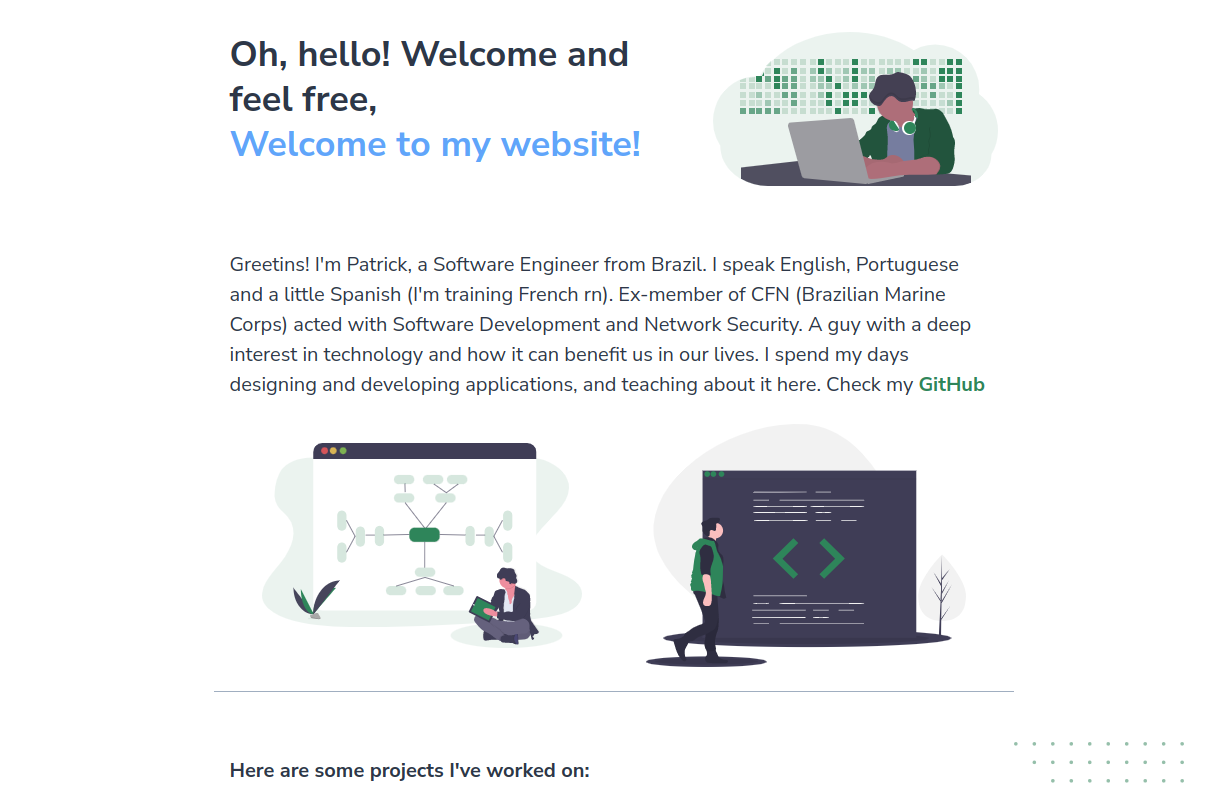 Oh, hello! Welcome and
feel free,
Welcome to my website!
Greetins! I'm Patrick, a Software Engineer from Brazil. I speak English, Portuguese
and a little Spanish (I'm training French rn). Ex-member of CFN (Brazilian Marine
Corps) acted with Software Development and Network Security. A guy with a deep
interest in technology and how it can benefit us in our lives. I spend my days
designing and developing applications, and teaching about it here. Check my GitHub
Here are some projects I've worked on: